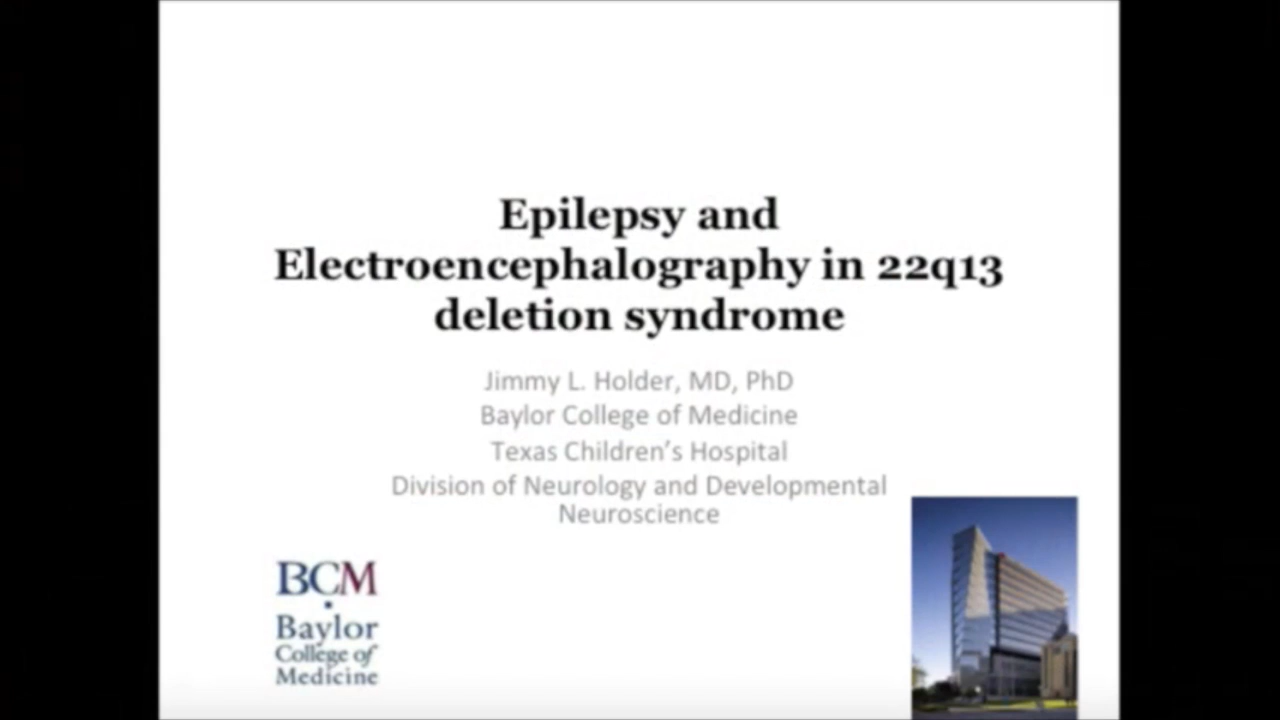 Epilepsy and
Electroencephalography in 22q13
deletion syndrome
Jimmy L. Holder, MD, PhD
Baylor College of Medicine
Texas Children's Hospital
Division of Neurology and Developmental
Neuroscience
BCM
Baylor
College of
Medicine